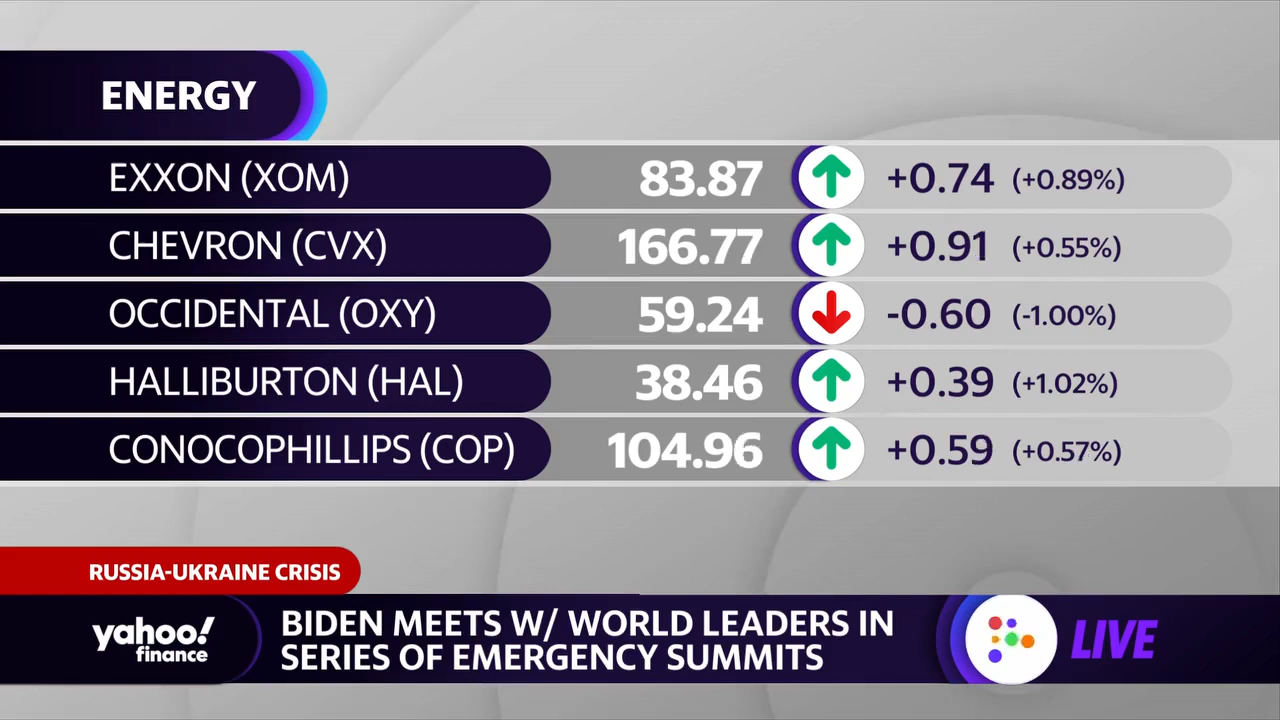 ENERGY
EXXON (XOM) 83.87 +0.74 (+0.89%)
CHEVRON (CVX) 166.77 +0.91 (+0.55%)
OCCIDENTAL (OXY) 59.24 -0.60 (-1.00%)
HALLIBURTON (HAL) 38.46 +0.39 (+1.02%)
CONOCOPHILLIPS (COP) 104.96 +0.59 (+0.57%)
RUSSIA-UKRAINE CRISIS
yahoo!
finance
BIDEN MEETS W/ WORLD LEADERS IN
SERIES OF EMERGENCY SUMMITS
LIVE